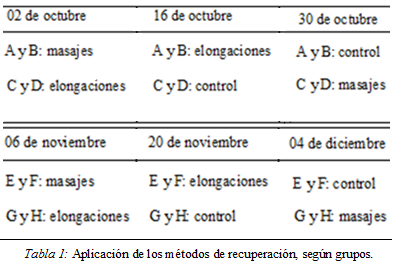 02 de octubre 16 de octubre 30 de octubre
A y B: masajes A y B: elongaciones A y B: control
C y D: elongaciones C y D: control C y D: masajes
06 de noviembre 20 de noviembre 04 de diciembre
E y F: masajes E y F: elongaciones E y F: control
G y H: elongaciones G y H: control G y H: masajes
Tabla 1: Aplicación de los métodos de recuperación, según grupos.